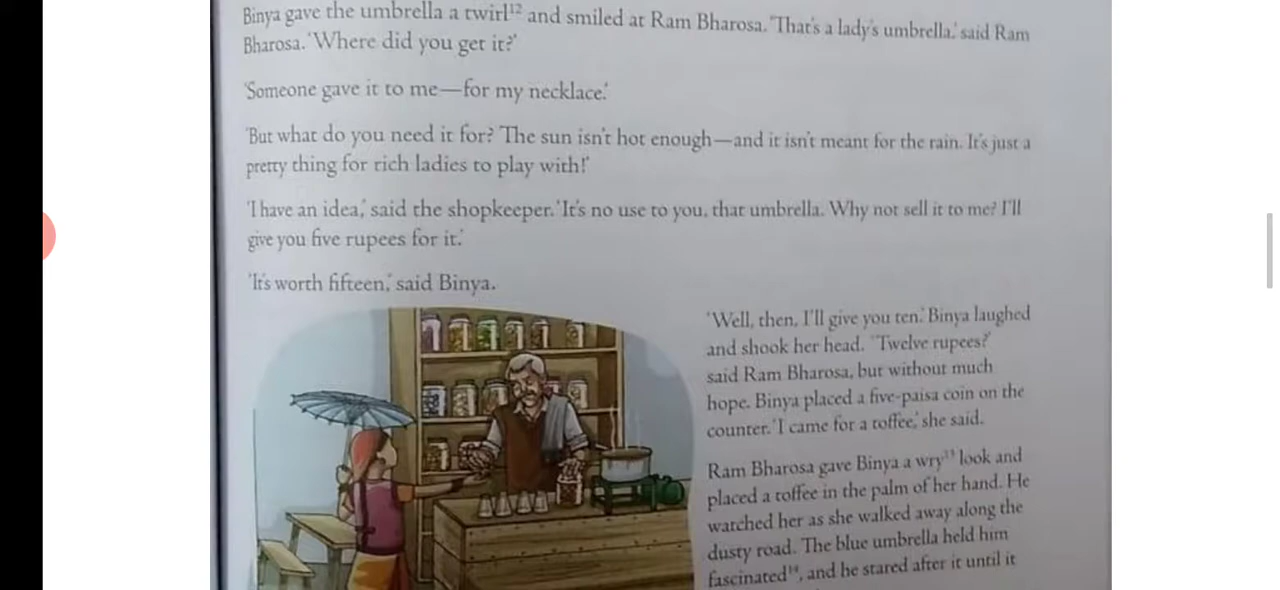 Binya gave the umbrella a twirl¹² and smiled at Ram Bharosa. 'That's a lady's umbrella,' said Ram
Bharosa. 'Where did you get it?'
'Someone gave it to me—for my necklace.'
'But what do you need it for? The sun isn't hot enough—and it isn't meant for the rain. It's just a
pretty thing for rich ladies to play with!'
'I have an idea,' said the shopkeeper. 'It's no use to you, that umbrella. Why not sell it to me? I'll
give you five rupees for it.'
'It's worth fifteen,' said Binya.
'Well, then, I'll give you ten.' Binya laughed
and shook her head. 'Twelve rupees?'
said Ram Bharosa, but without much
hope. Binya placed a five-paisa coin on the
counter. 'I came for a toffee,' she said.
Ram Bharosa gave Binya a wry¹³ look and
placed a toffee in the palm of her hand. He
watched her as she walked away along the
dusty road. The blue umbrella held him
fascinated¹⁴, and he stared after it until it